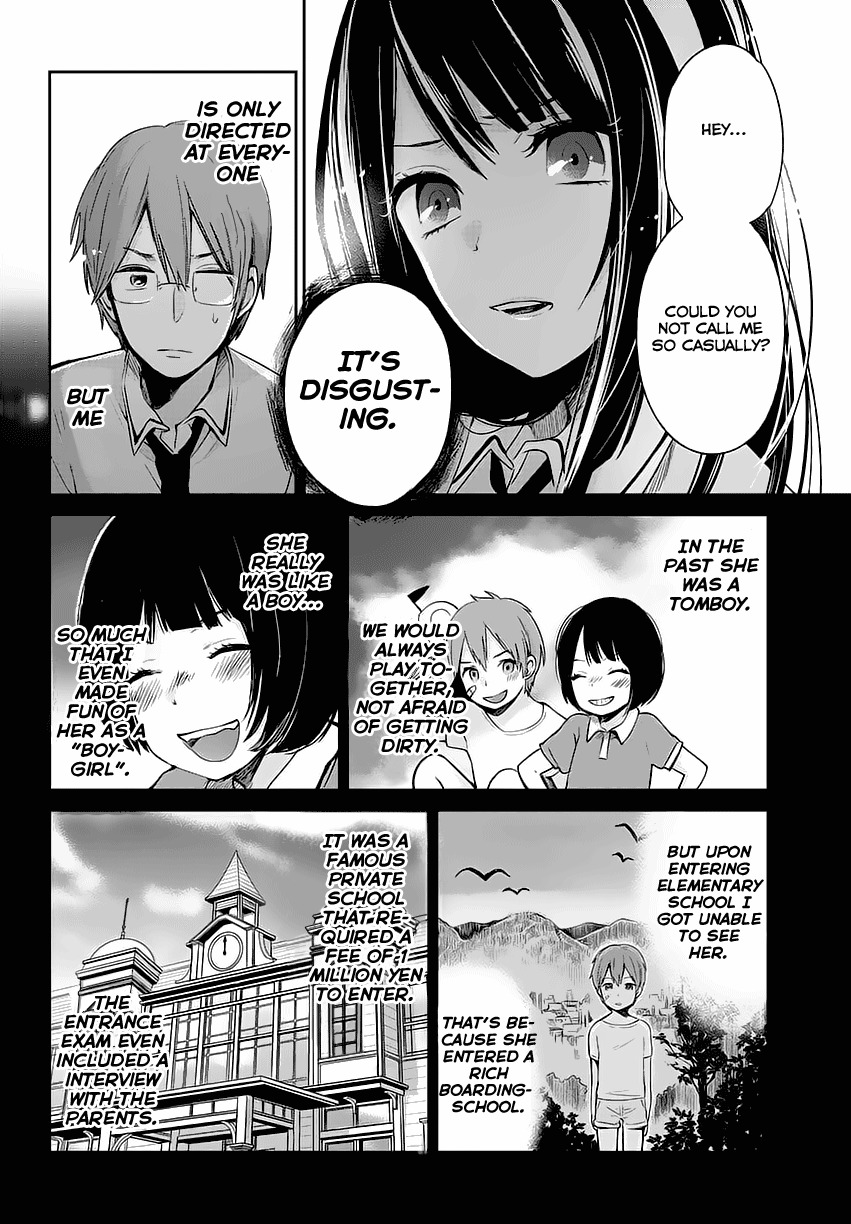 HEY...
COULD YOU
NOT CALL ME
SO CASUALLY?
IT'S
DISGUST-
ING.
IS ONLY
DIRECTED
AT EVERY-
ONE
BUT
ME
IN THE
PAST SHE
WAS A
TOMBOY.
WE WOULD
ALWAYS
PLAY TO-
GETHER,
NOT AFRAID
OF GETTING
DIRTY.
SHE
REALLY
WAS LIKE
A BOY...
SO MUCH
THAT I
EVEN
MADE
FUN OF
HER AS A
"BOY-
GIRL".
BUT UPON
ENTERING
ELEMENTARY
SCHOOL I
GOT UNABLE
TO SEE
HER.
THAT'S BE-
CAUSE SHE
ENTERED A
RICH
BOARDING-
SCHOOL.
IT WAS A
FAMOUS
PRIVATE
SCHOOL
THAT RE-
QUIRED A
FEE OF 1
MILLION YEN
TO ENTER.
THE
ENTRANCE
EXAM EVEN
INCLUDED A
INTERVIEW
WITH THE
PARENTS.